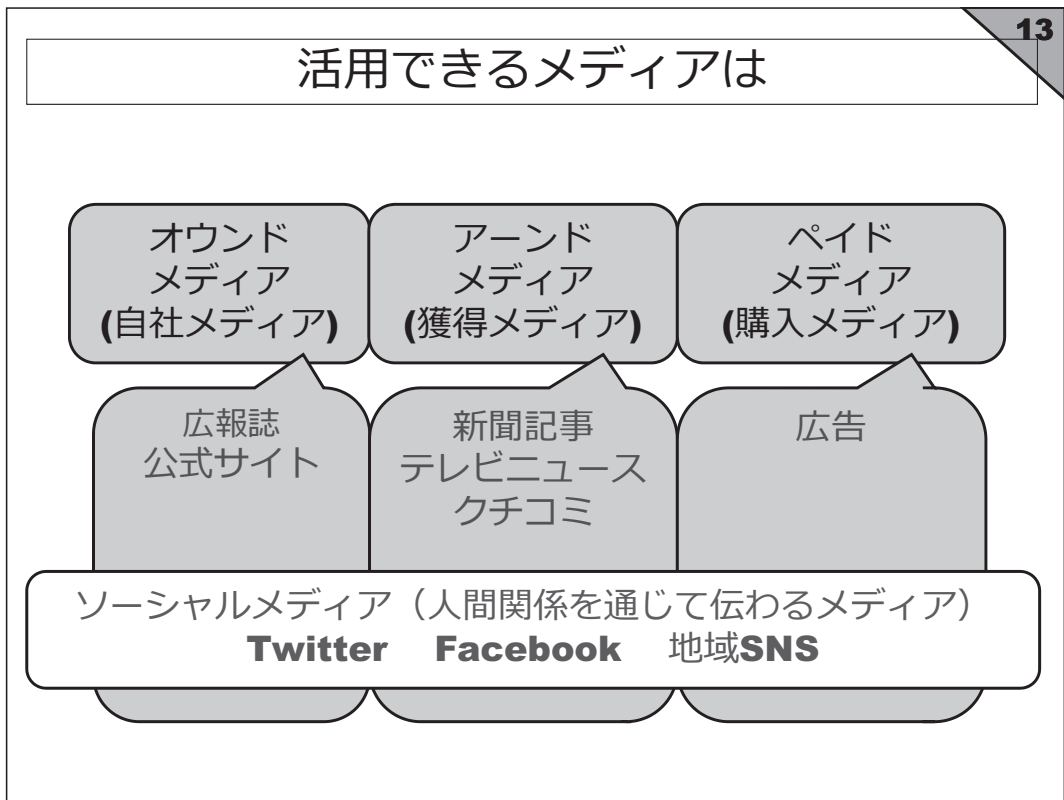 13
活用できるメディアは
オウンド
メディア
(自社メディア)
アーンド
メディア
(獲得メディア)
ペイド
メディア
(購入メディア)
広報誌
公式サイト
新聞記事
テレビニュース
クチコミ
広告
ソーシャルメディア（人間関係を通じて伝わるメディア）
Twitter Facebook 地域SNS